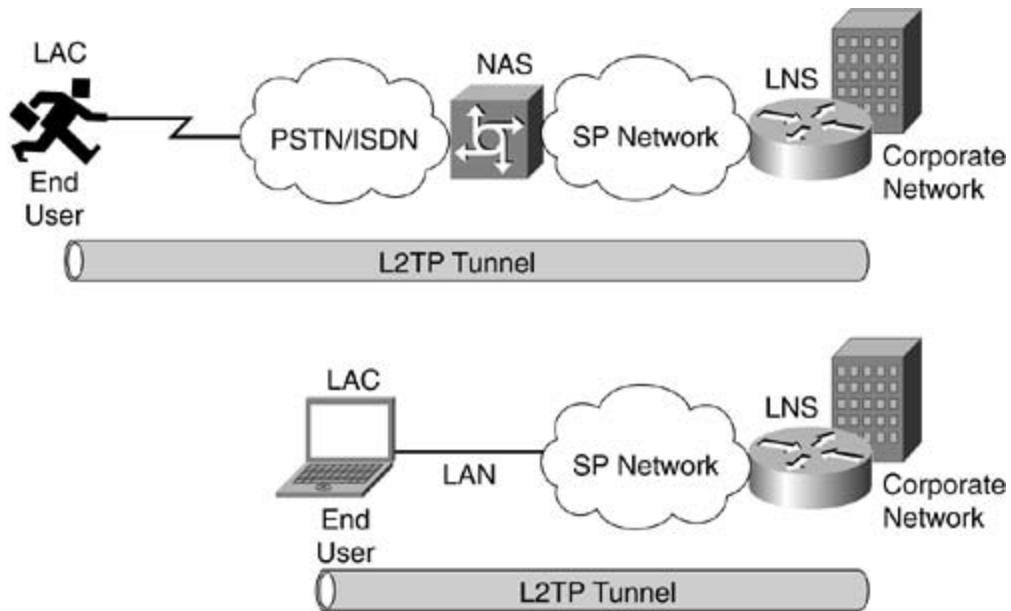 LAC
NAS
LNS
PSTN/ISDN
SP Network
End
User
Corporate
Network
L2TP Tunnel
LAC
LNS
SP Network
LAN
Corporate
Network
End
User
L2TP Tunnel